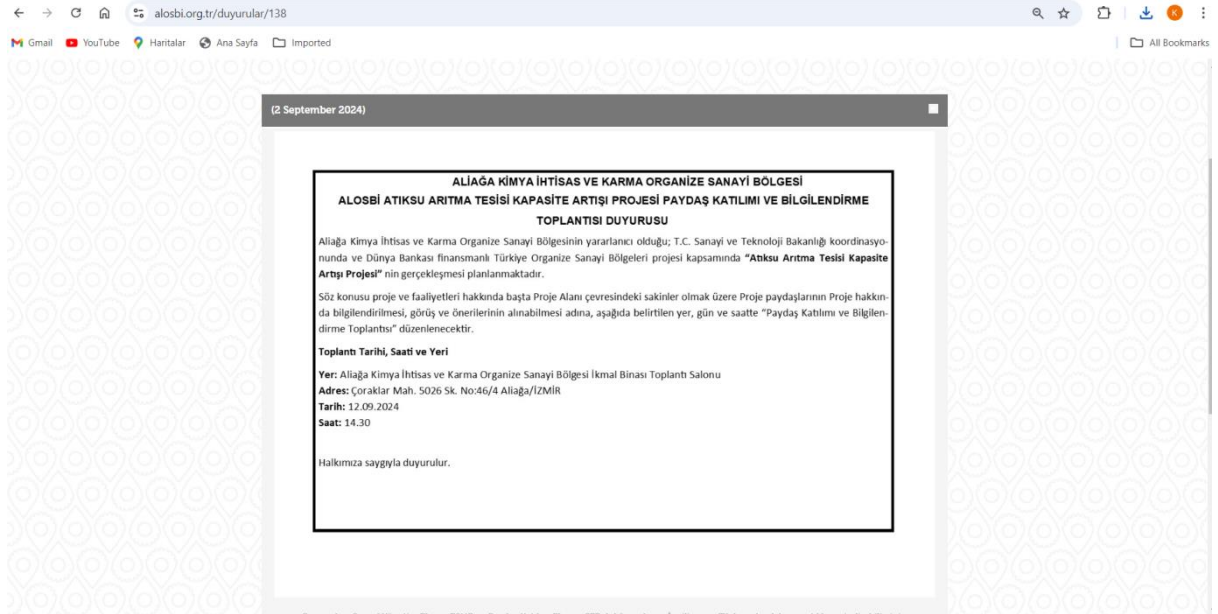 alosbi.org.tr/duyurular/138
K
Gmail YouTube Haritalar Ana Sayfa Imported All Bookmarks
(2 September 2024)
ALİAĞA KİMYA İHTİSAS VE KARMA ORGANİZE SANAYİ BÖLGESİ
ALOSBİ ATIKSU ARITMA TESİSİ KAPASİTE ARTIŞI PROJESİ PAYDAŞ KATILIMI VE BİLGİLENDİRME
TOPLANTISI DUYURUSU
Aliağa Kimya İhtisas ve Karma Organize Sanayi Bölgesinin yararlanıcı olduğu; T.C. Sanayi ve Teknoloji Bakanlığı koordinasyo-
nunda ve Dünya Bankası finansmanlı Türkiye Organize Sanayi Bölgeleri projesi kapsamında “Atıksu Arıtma Tesisi Kapasite
Artışı Projesi” nin gerçekleşmesi planlanmaktadır.
Söz konusu proje ve faaliyetleri hakkında başta Proje Alanı çevresindeki sakinler olmak üzere Proje paydaşlarının Proje hakkın-
da bilgilendirilmesi, görüş ve önerilerinin alınabilmesi adına, aşağıda belirtilen yer, gün ve saatte “Paydaş Katılımı ve Bilgilen-
dirme Toplantısı” düzenlenecektir.
Toplantı Tarihi, Saati ve Yeri
Yer: Aliağa Kimya İhtisas ve Karma Organize Sanayi Bölgesi İkmal Binası Toplantı Salonu
Adres: Çoraklar Mah. 5026 Sk. No:46/4 Aliağa/İZMİR
Tarih: 12.09.2024
Saat: 14.30
Halkımıza saygıyla duyurulur.